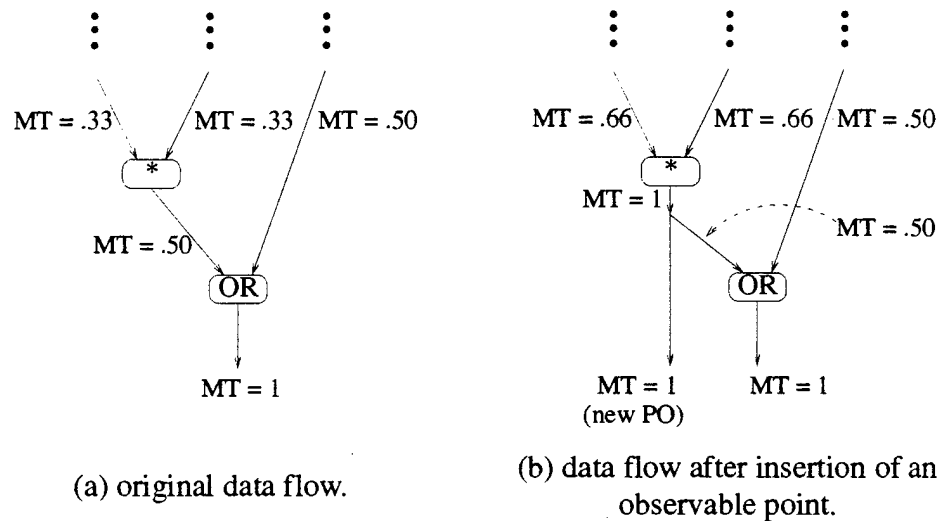 MT = .33
MT = .33
MT = .50
*
MT = .50
OR
MT = 1
(a) original data flow.
MT = .66
MT = .66
MT = .50
*
MT = 1
MT = .50
OR
MT = 1
(new PO)
MT = 1
(b) data flow after insertion of an
observable point.